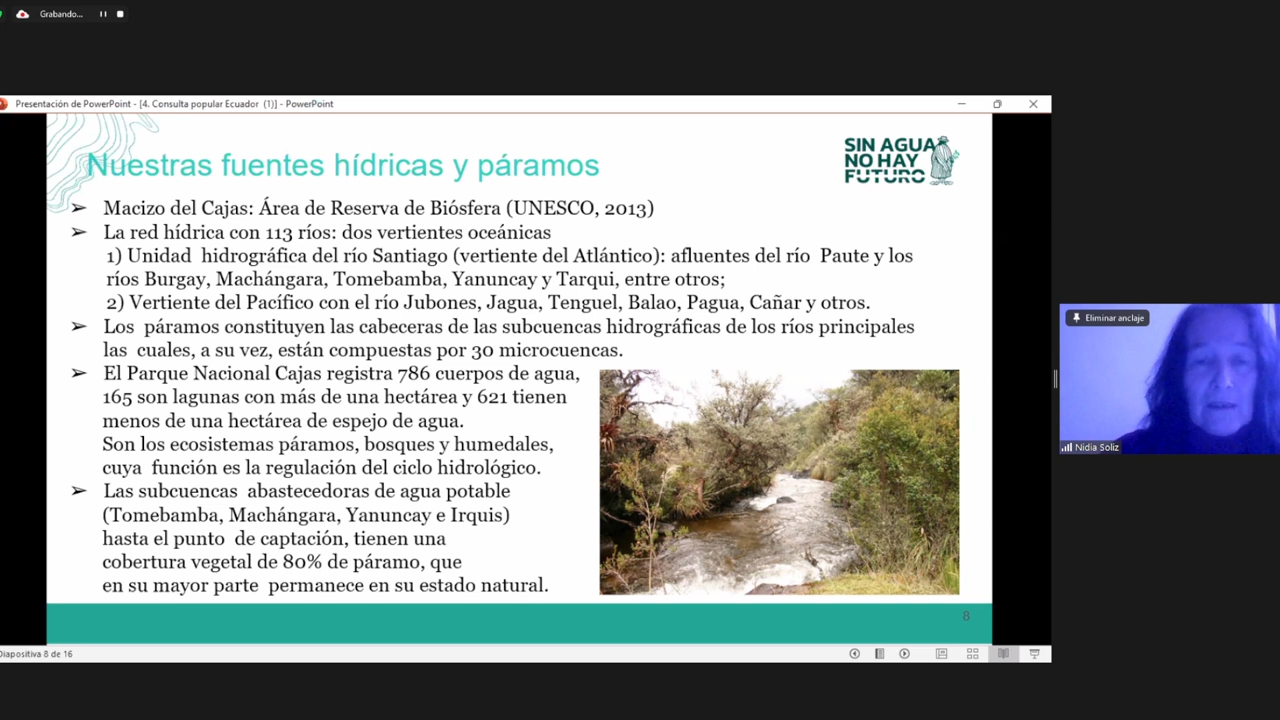 Grabando...
Presentación de PowerPoint - [4. Consulta popular Ecuador (1)] - PowerPoint
Nuestras fuentes hídricas y páramos
SIN AGUA
NO HAY
FUTURO
➢ Macizo del Cajas: Área de Reserva de Biósfera (UNESCO, 2013)
➢ La red hídrica con 113 ríos: dos vertientes oceánicas
1) Unidad hidrográfica del río Santiago (vertiente del Atlántico): afluentes del río Paute y los
ríos Burgay, Machángara, Tomebamba, Yanuncay y Tarqui, entre otros;
2) Vertiente del Pacífico con el río Jubones, Jagua, Tenguel, Balao, Pagua, Cañar y otros.
➢ Los páramos constituyen las cabeceras de las subcuencas hidrográficas de los ríos principales
las cuales, a su vez, están compuestas por 30 microcuencas.
➢ El Parque Nacional Cajas registra 786 cuerpos de agua,
165 son lagunas con más de una hectárea y 621 tienen
menos de una hectárea de espejo de agua.
Son los ecosistemas páramos, bosques y humedales,
cuya función es la regulación del ciclo hidrológico.
➢ Las subcuencas abastecedoras de agua potable
(Tomebamba, Machángara, Yanuncay e Irquis)
hasta el punto de captación, tienen una
cobertura vegetal de 80% de páramo, que
en su mayor parte permanece en su estado natural.
8
Diapositiva 8 de 16
Eliminar anclaje
Nidia Soliz